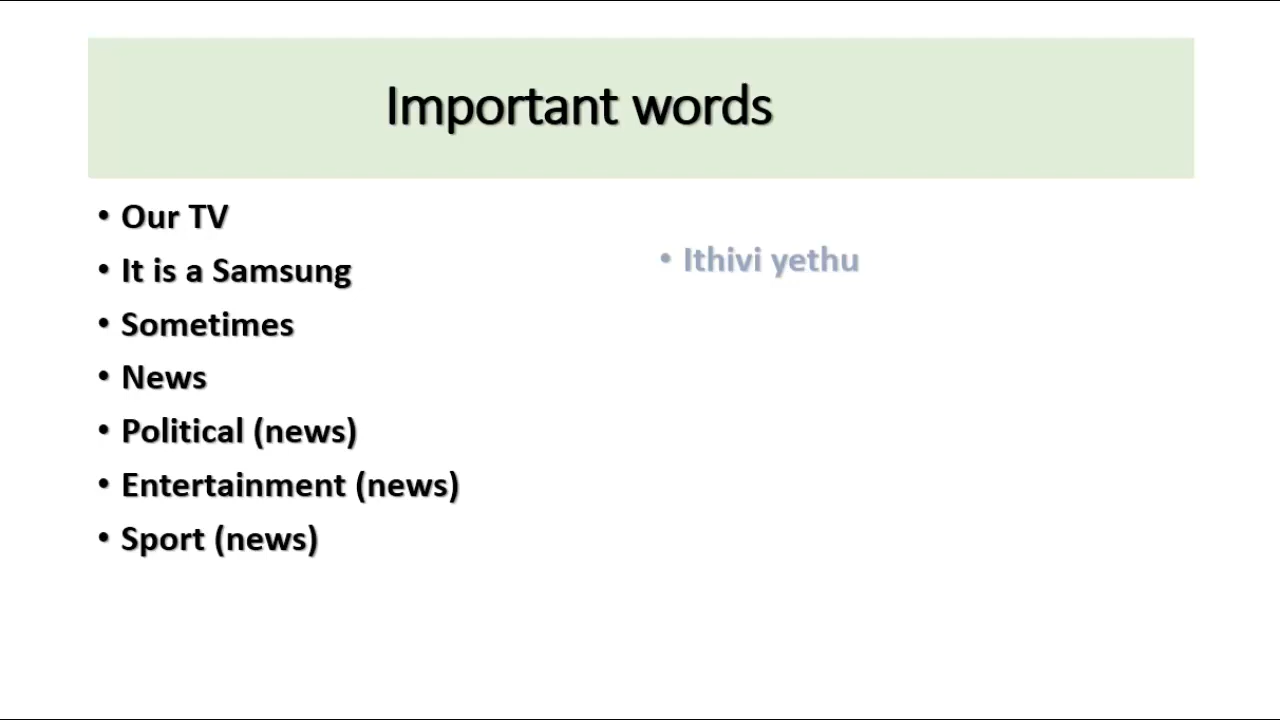 Important words
• Our TV
• It is a Samsung
• Sometimes
• News
• Political (news)
• Entertainment (news)
• Sport (news)
• Ithivi yethu